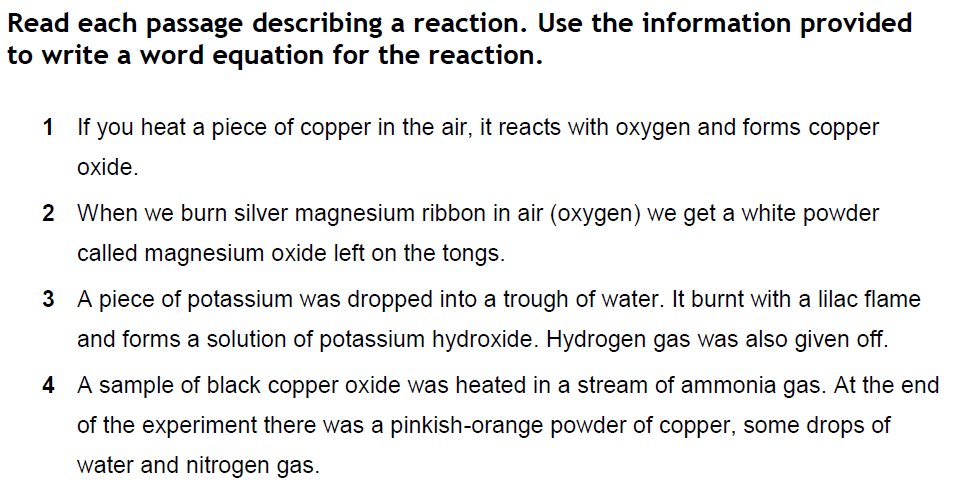 Read each passage describing a reaction. Use the information provided
to write a word equation for the reaction.
1 If you heat a piece of copper in the air, it reacts with oxygen and forms copper
oxide.
2 When we burn silver magnesium ribbon in air (oxygen) we get a white powder
called magnesium oxide left on the tongs.
3 A piece of potassium was dropped into a trough of water. It burnt with a lilac flame
and forms a solution of potassium hydroxide. Hydrogen gas was also given off.
4 A sample of black copper oxide was heated in a stream of ammonia gas. At the end
of the experiment there was a pinkish-orange powder of copper, some drops of
water and nitrogen gas.